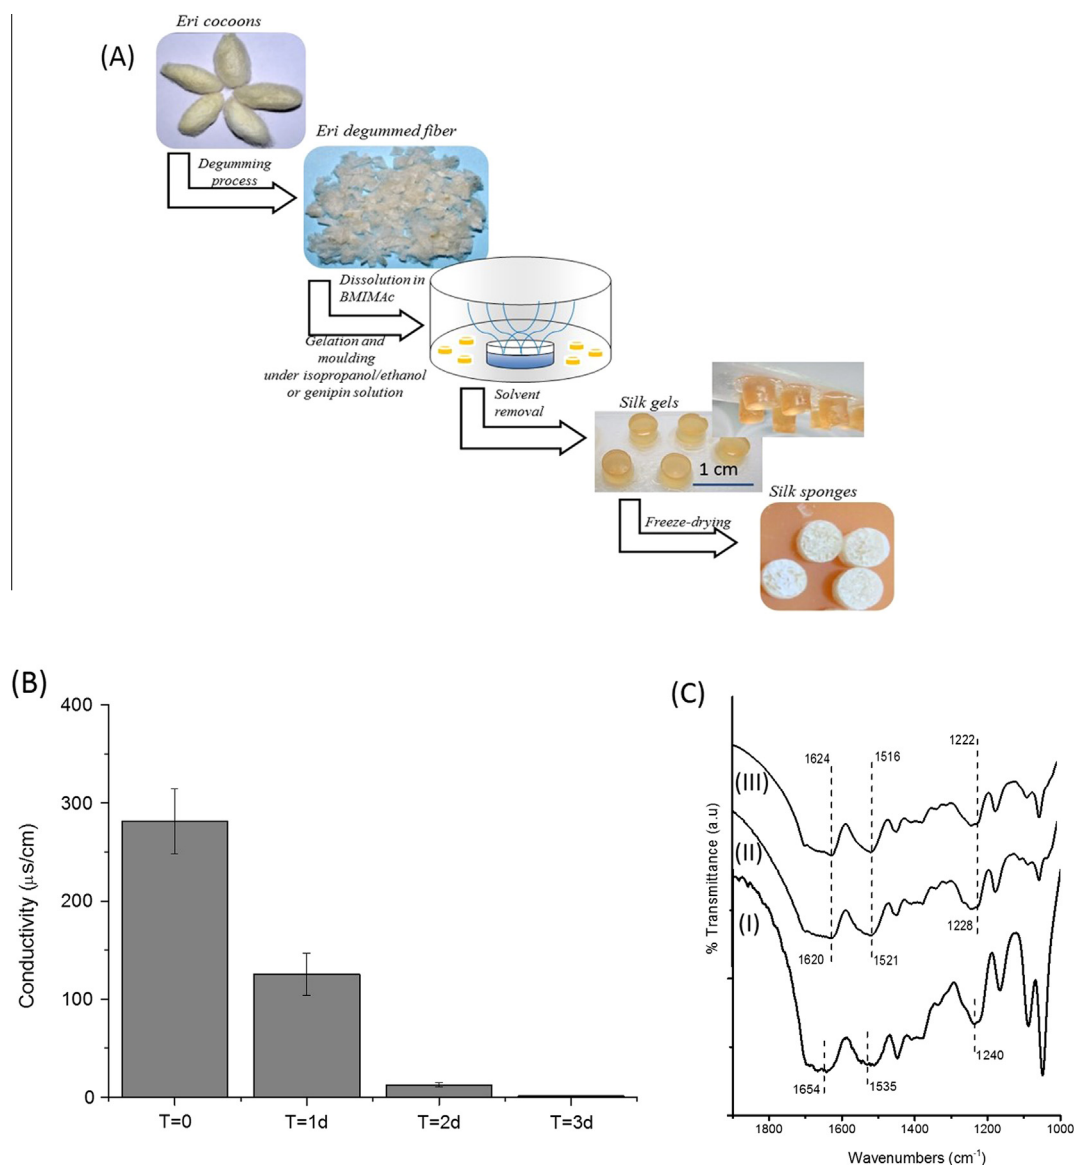 Eri cocoons
(A)
Eri degummed fiber
Degumming
process
Dissolution in
BMIMAc
Gelation and
moulding
under isopropanol/ethanol
or genipin solution
Solvent
removal
Silk gels
1 cm
Silk sponges
Freeze-drying
(B)
Conductivity (μs/cm)
400
300
200
100
0
T=0
T=1d
T=2d
T=3d
(C)
% Transmittance (a.u)
1624
1516
1222
(III)
(II)
(I)
1620
1521
1228
1654
1535
1240
1800
1600
1400
1200
1000
Wavenumbers (cm⁻¹)